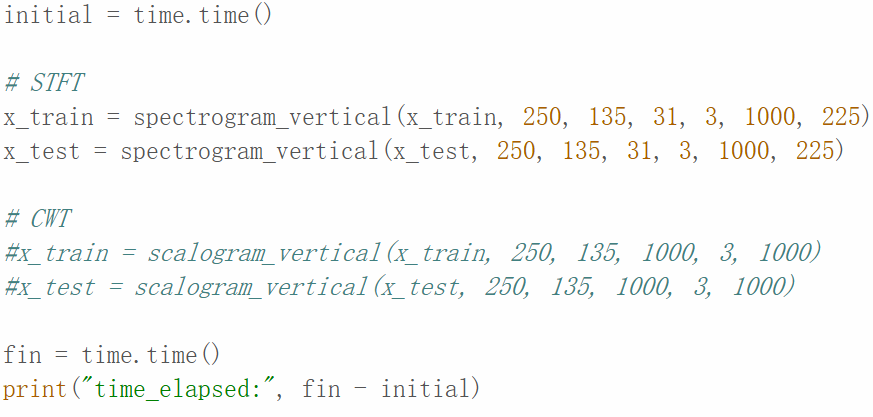 initial = time.time()
# STFT
x_train = spectrogram_vertical(x_train, 250, 135, 31, 3, 1000, 225)
x_test = spectrogram_vertical(x_test, 250, 135, 31, 3, 1000, 225)
# CWT
#x_train = scalogram_vertical(x_train, 250, 135, 1000, 3, 1000)
#x_test = scalogram_vertical(x_test, 250, 135, 1000, 3, 1000)
fin = time.time()
print("time_elapsed:", fin - initial)